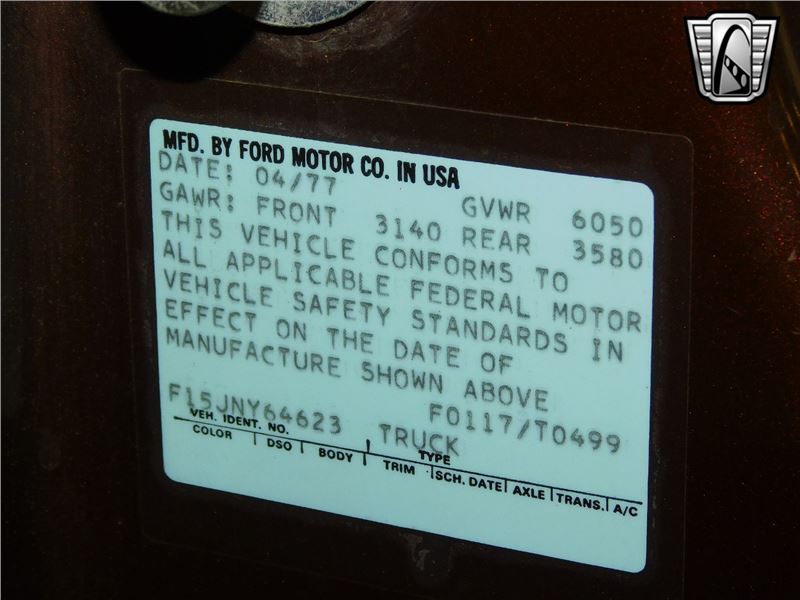 MFD. BY FORD MOTOR CO. IN USA
DATE: 04/77 GVWR 6050
GAWR: FRONT 3140 REAR 3580
THIS VEHICLE CONFORMS TO
ALL APPLICABLE FEDERAL MOTOR
VEHICLE SAFETY STANDARDS IN
EFFECT ON THE DATE OF
MANUFACTURE SHOWN ABOVE
F0117/T0499
F15JNY64623 TRUCK
VEH. IDENT. NO. TYPE
COLOR DSO BODY TRIM SCH. DATE AXLE TRANS. A/C